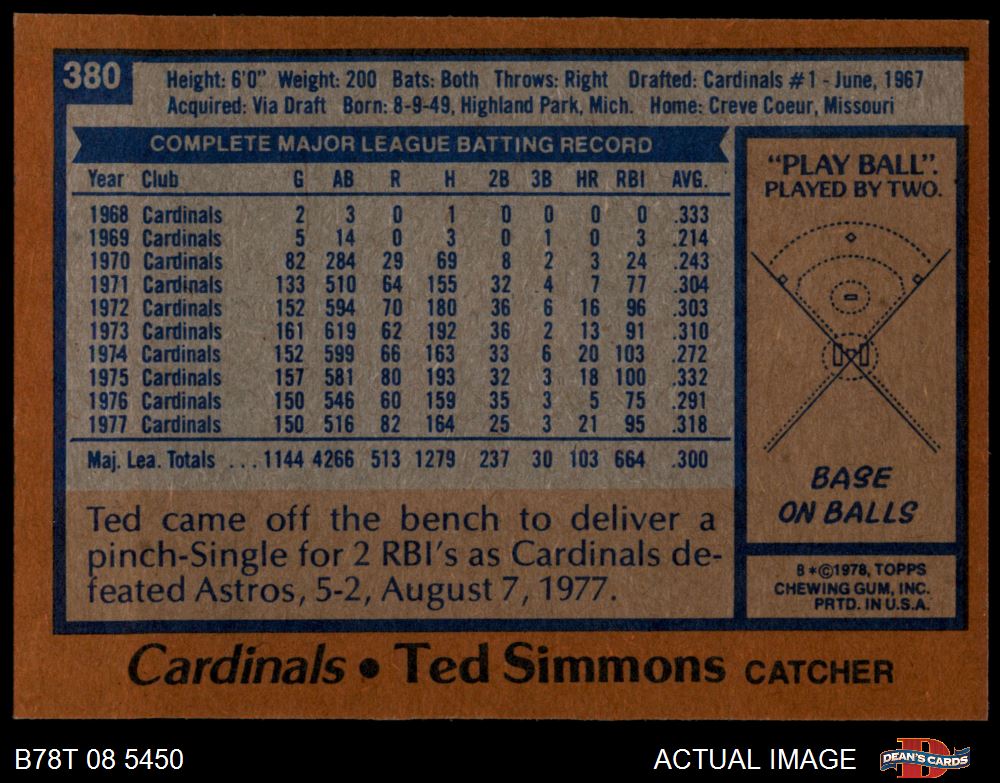 380
Height: 6'0" Weight: 200 Bats: Both Throws: Right Drafted: Cardinals #1 - June, 1967
Acquired: Via Draft Born: 8-9-49, Highland Park, Mich. Home: Creve Coeur, Missouri
COMPLETE MAJOR LEAGUE BATTING RECORD
Year Club G AB R H 2B 3B HR RBI AVG.
1968 Cardinals 2 3 0 1 0 0 0 0 .333
1969 Cardinals 5 14 0 3 0 1 0 3 .214
1970 Cardinals 82 284 29 69 8 2 3 24 .243
1971 Cardinals 133 510 64 155 32 4 7 77 .304
1972 Cardinals 152 594 70 180 36 6 16 96 .303
1973 Cardinals 161 619 62 192 36 2 13 91 .310
1974 Cardinals 152 599 66 163 33 6 20 103 .272
1975 Cardinals 157 581 80 193 32 3 18 100 .332
1976 Cardinals 150 546 60 159 35 3 5 75 .291
1977 Cardinals 150 516 82 164 25 3 21 95 .318
Maj. Lea. Totals ... 1144 4266 513 1279 237 30 103 664 .300
Ted came off the bench to deliver a
pinch-Single for 2 RBI's as Cardinals de-
feated Astros, 5-2, August 7, 1977.
"PLAY BALL".
PLAYED BY TWO.
BASE
ON BALLS
B*©1978, TOPPS
CHEWING GUM, INC.
PRTD. IN U.S.A.
Cardinals • Ted Simmons CATCHER
B78T 08 5450
ACTUAL IMAGE
DEAN'S CARDS